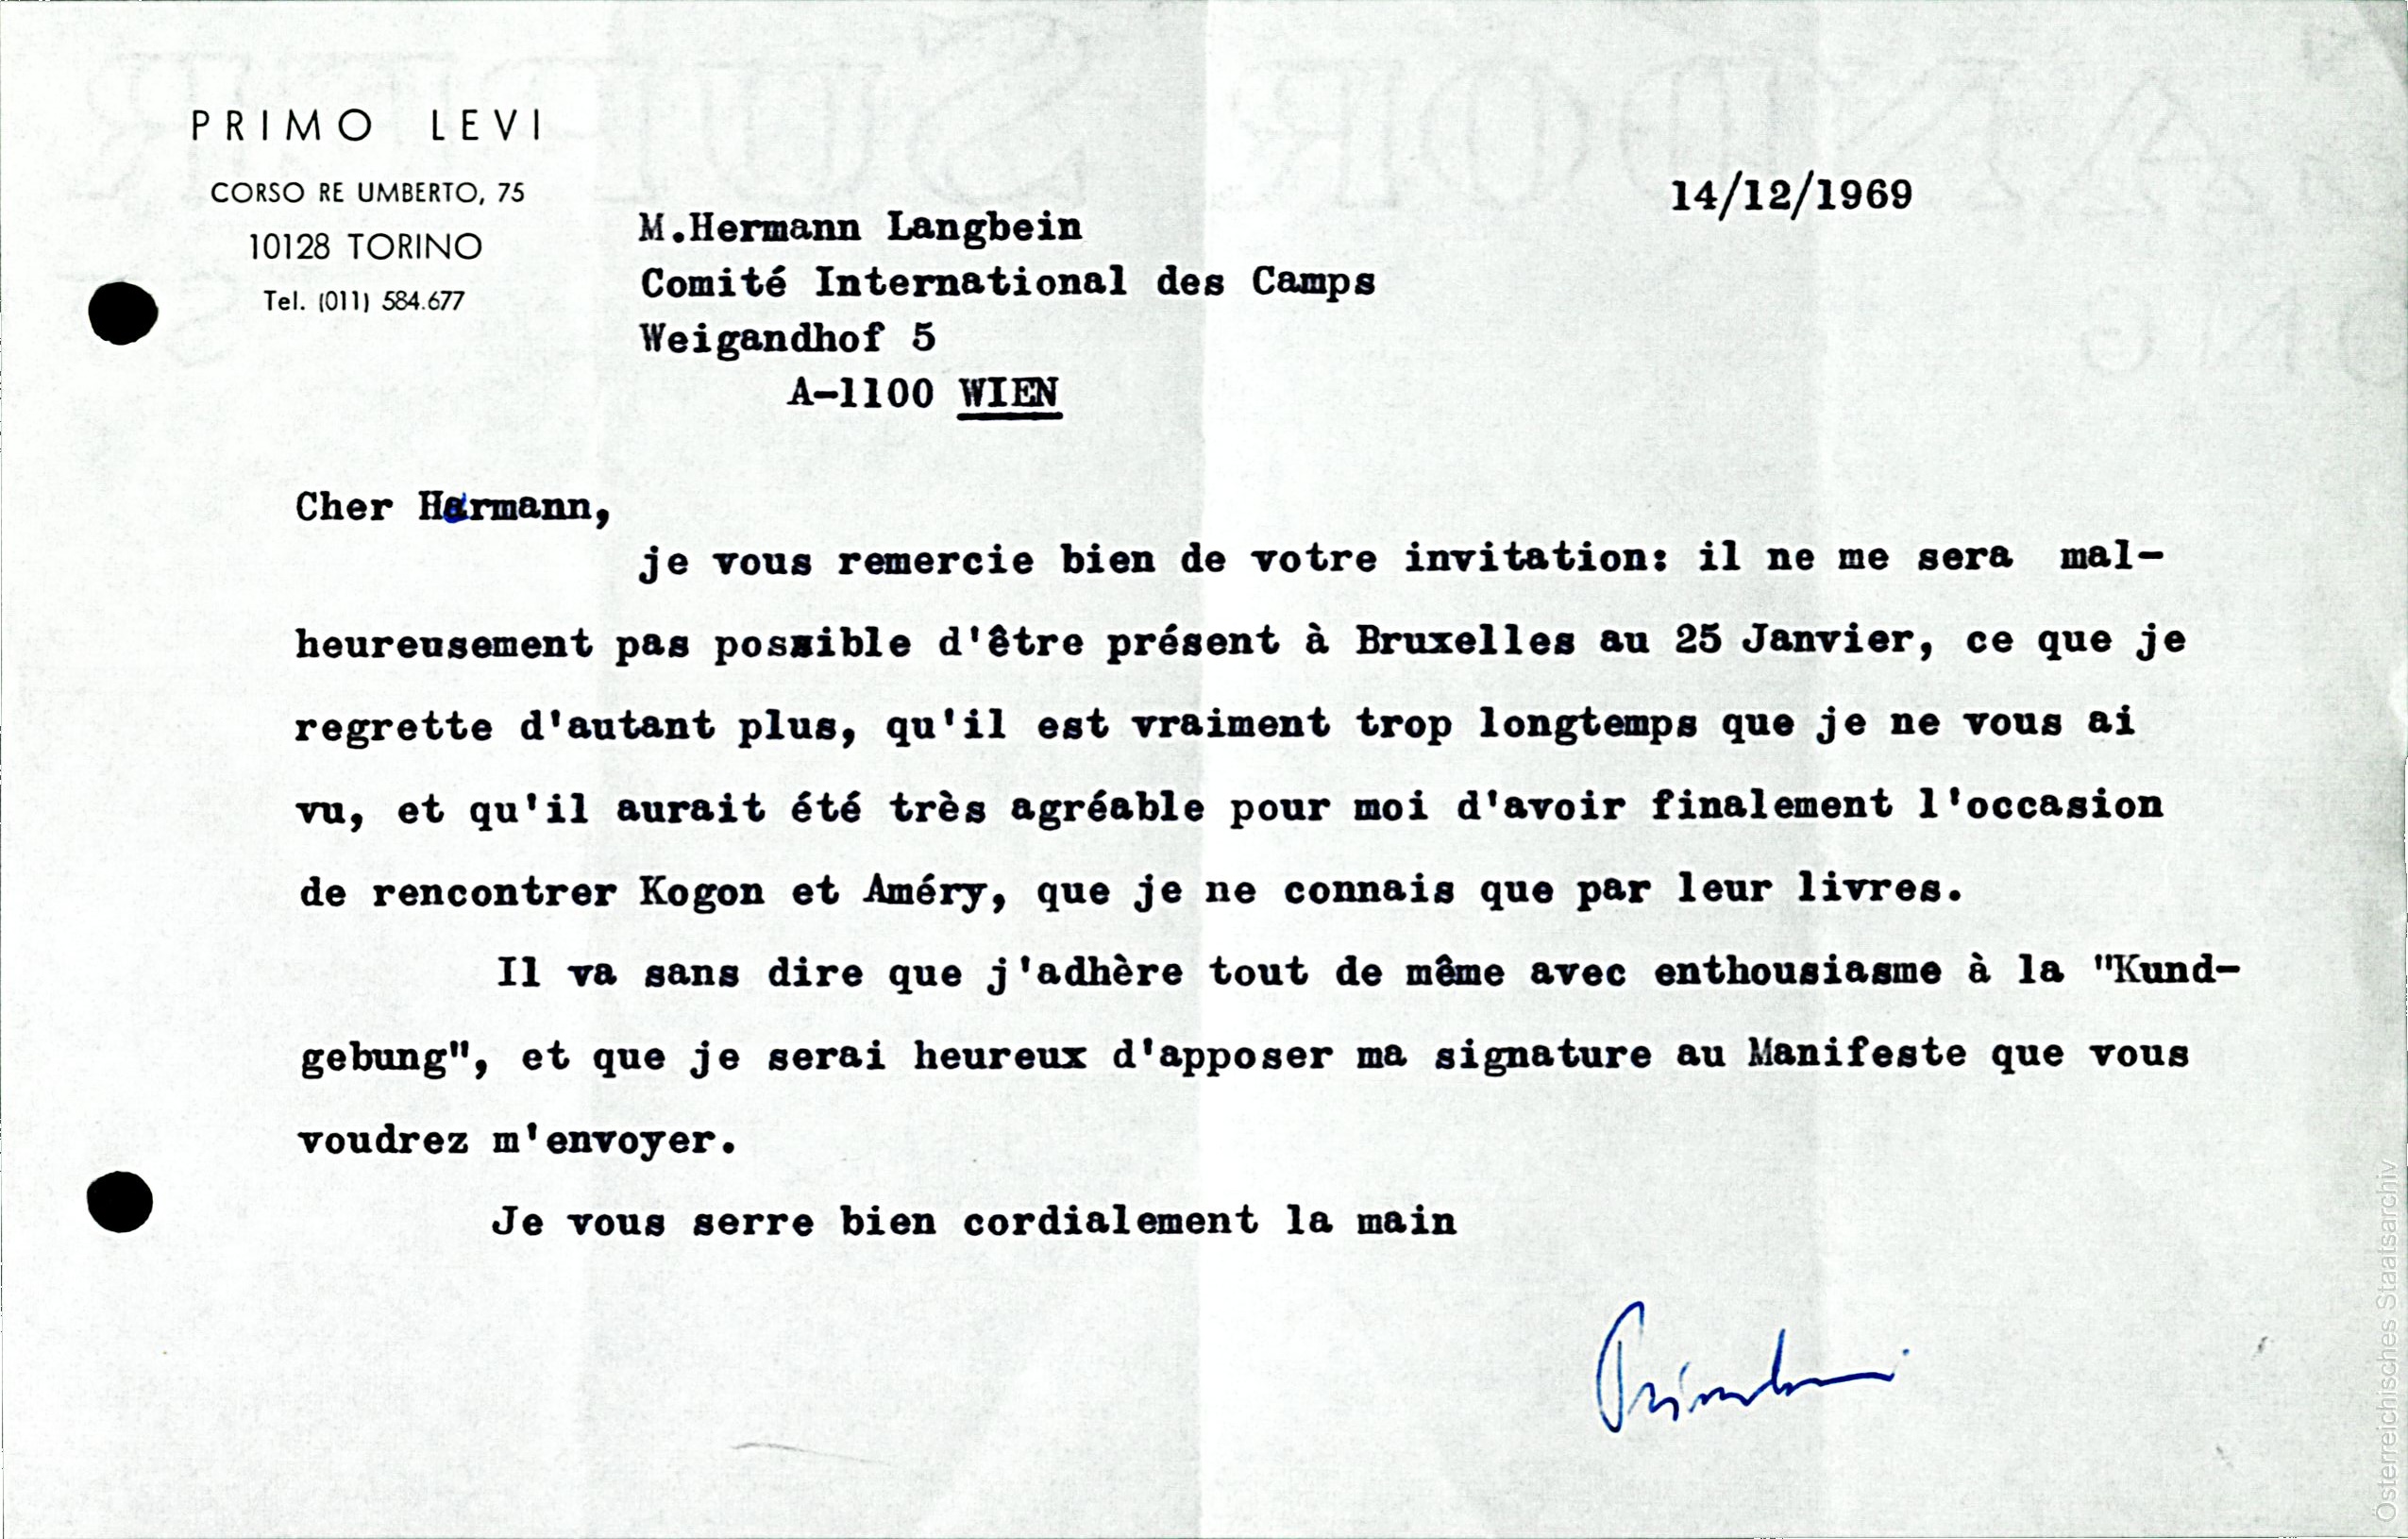 PRIMO LEVI
CORSO RE UMBERTO, 75
10128 TORINO
Tel. (011) 584.677
14/12/1969
M.Hermann Langbein
Comité International des Camps
Weigandhof 5
A-1100 WIEN
Cher Hermann,
je vous remercie bien de votre invitation: il ne me sera mal-
heureusement pas possible d'être présent à Bruxelles au 25 Janvier, ce que je
regrette d'autant plus, qu'il est vraiment trop longtemps que je ne vous ai
vu, et qu'il aurait été très agréable pour moi d'avoir finalement l'occasion
de rencontrer Kogon et Améry, que je ne connais que par leur livres.
Il va sans dire que j'adhère tout de même avec enthousiasme à la "Kund-
gebung", et que je serai heureux d'apposer ma signature au Manifeste que vous
voudrez m'envoyer.
Je vous serre bien cordialement la main
Primo Levi
Österreichisches Staatsarchiv